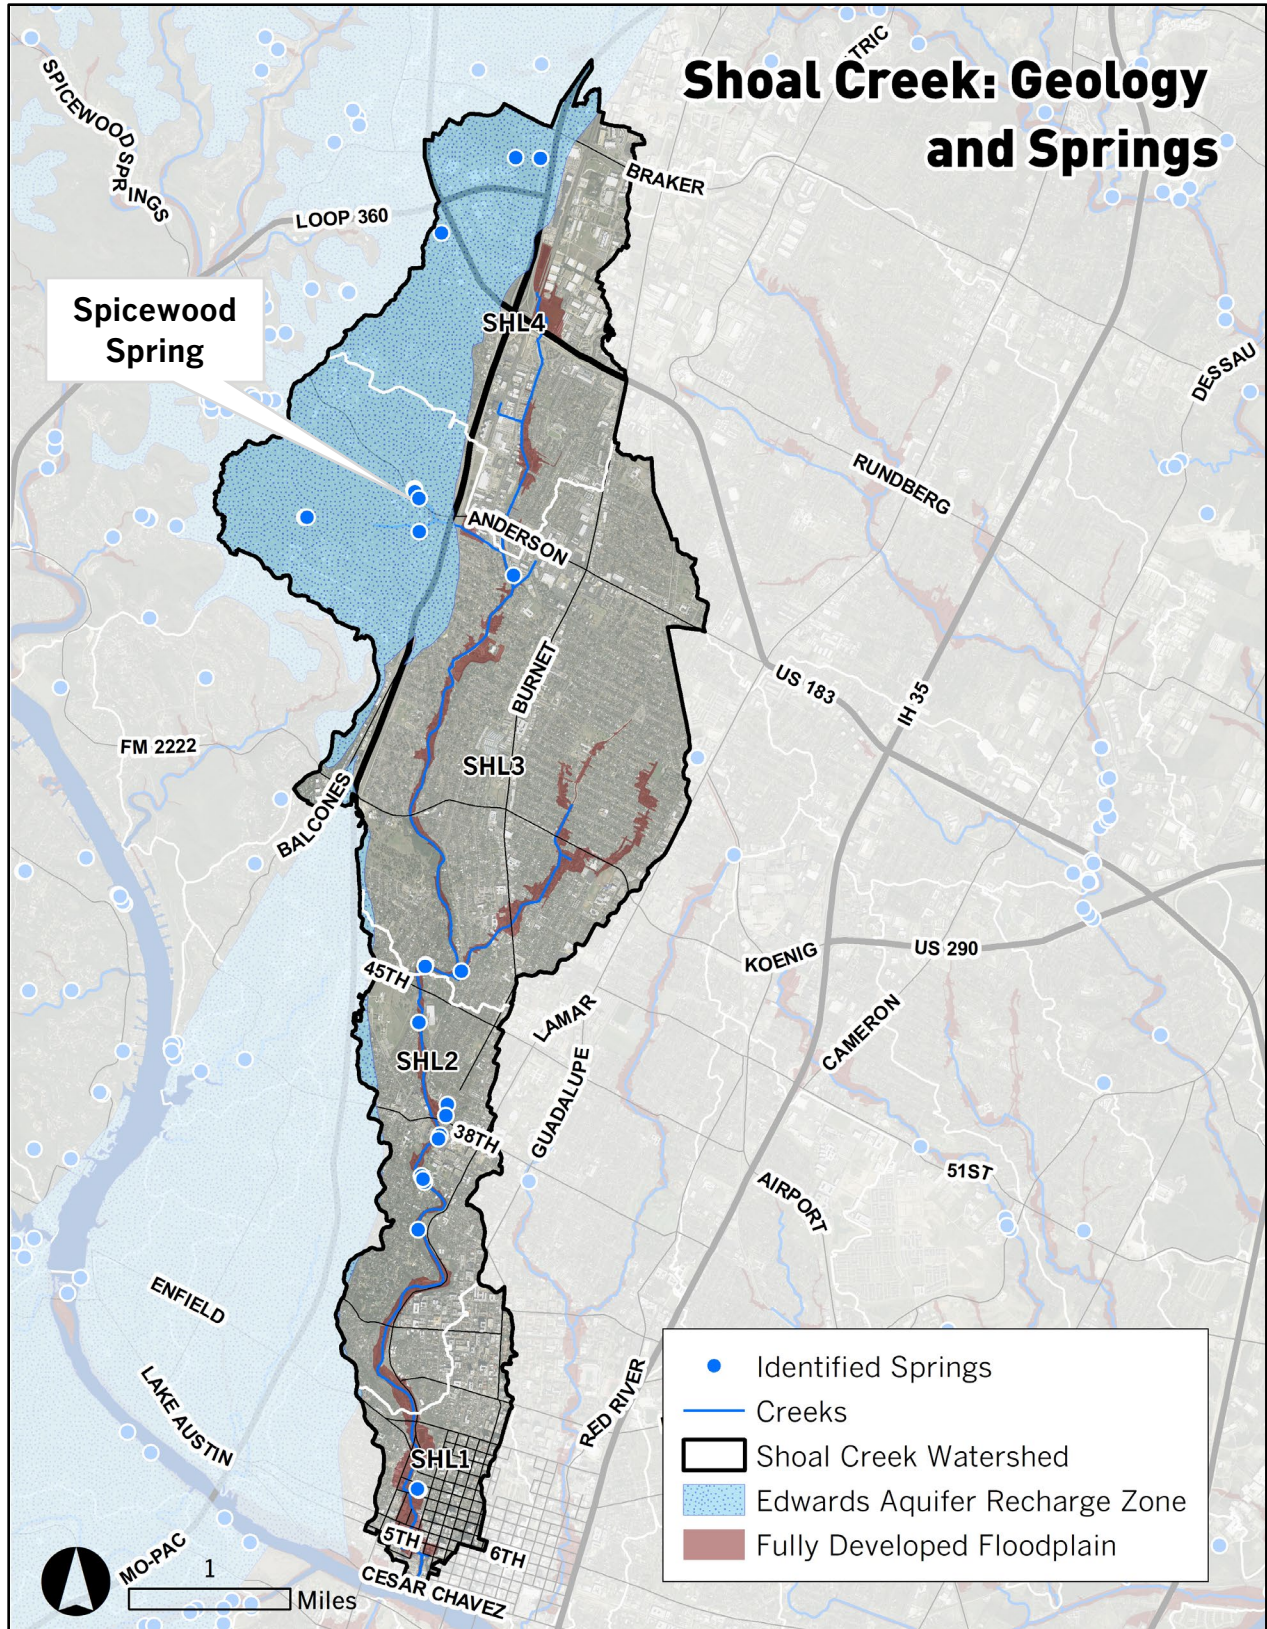 Shoal Creek: Geology
and Springs
TRIC
SPICEWOOD SPRINGS
BRAKER
LOOP 360
Spicewood
Spring
SHL4
DESSAU
RUNDBERG
ANDERSON
BURNET
US 183
IH 35
FM 2222
SHL3
BALCONES
KOENIG
US 290
45TH
LAMAR
CAMERON
SHL2
GUADALUPE
38TH
51ST
AIRPORT
ENFIELD
LAKE AUSTIN
RED RIVER
SHL1
5TH
6TH
MO-PAC
CESAR CHAVEZ
1
Miles
Identified Springs
Creeks
Shoal Creek Watershed
Edwards Aquifer Recharge Zone
Fully Developed Floodplain